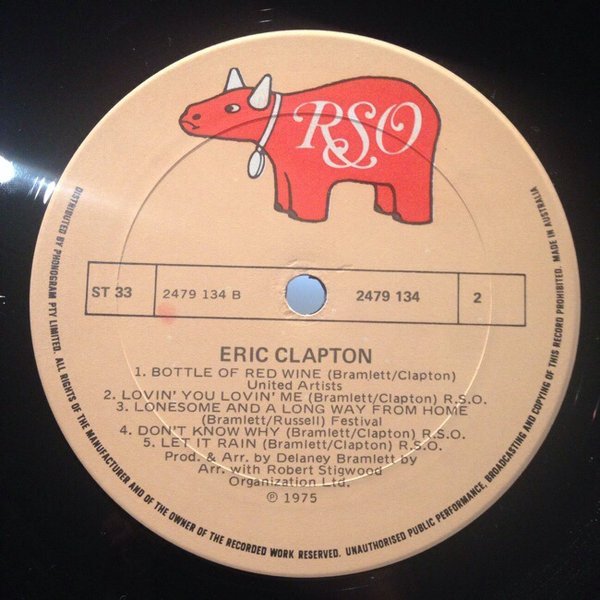 RSO
ST 33
2479 134 B
2479 134
2
ERIC CLAPTON
1. BOTTLE OF RED WINE (Bramlett/Clapton)
United Artists
2. LOVIN' YOU LOVIN' ME (Bramlett/Clapton) R.S.O.
3. LONESOME AND A LONG WAY FROM HOME
(Bramlett/Russell) Festival
4. DON'T KNOW WHY (Bramlett/Clapton) R.S.O.
5. LET IT RAIN (Bramlett/Clapton) R.S.O.
Prod. & Arr. by Delaney Bramlett by
Arr. with Robert Stigwood
Organization Ltd.
℗ 1975
DISTRIBUTED BY PHONOGRAM PTY LIMITED. ALL RIGHTS OF THE MANUFACTURER AND OF THE OWNER OF THE RECORDED WORK RESERVED. UNAUTHORISED PUBLIC PERFORMANCE, BROADCASTING AND COPYING OF THIS RECORD PROHIBITED. MADE IN AUSTRALIA